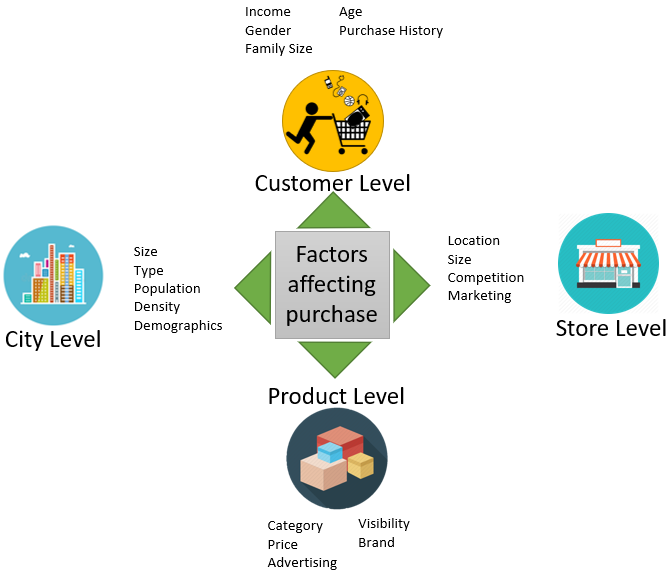 Income
Gender
Family Size
Age
Purchase History
Customer Level
City Level
Size
Type
Population
Density
Demographics
Factors
affecting
purchase
Location
Size
Competition
Marketing
Store Level
Product Level
Category
Price
Advertising
Visibility
Brand